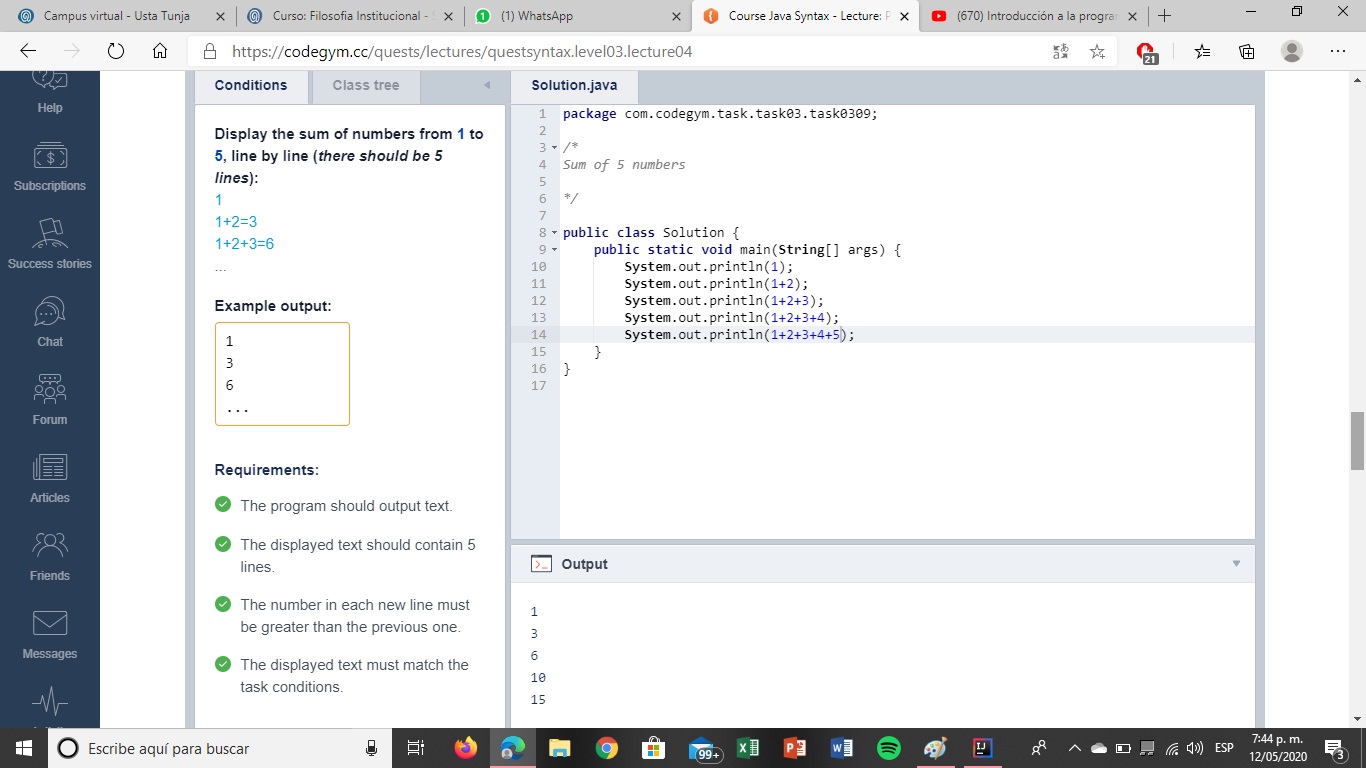 Campus virtual - Usta Tunja
Curso: Filosofia Institucional -
(1) WhatsApp
Course Java Syntax - Lecture: P
(670) Introducción a la progra
https://codegym.cc/quests/lectures/questsyntax.level03.lecture04
21
Help
Subscriptions
Success stories
Chat
Forum
Articles
Friends
Messages
Conditions
Class tree
Display the sum of numbers from 1 to
5, line by line (there should be 5
lines):
1
1+2=3
1+2+3=6
...
Example output:
1
3
6
...
Requirements:
The program should output text.
The displayed text should contain 5
lines.
The number in each new line must
be greater than the previous one.
The displayed text must match the
task conditions.
Solution.java
1 package com.codegym.task.task03.task0309;
2
3 /*
4 Sum of 5 numbers
5
6 */
7
8 public class Solution {
9 public static void main(String[] args) {
10 System.out.println(1);
11 System.out.println(1+2);
12 System.out.println(1+2+3);
13 System.out.println(1+2+3+4);
14 System.out.println(1+2+3+4+5);
15 }
16 }
17
Output
1
3
6
10
15
Escribe aquí para buscar
99+
ESP
7:44 p. m.
12/05/2020
3